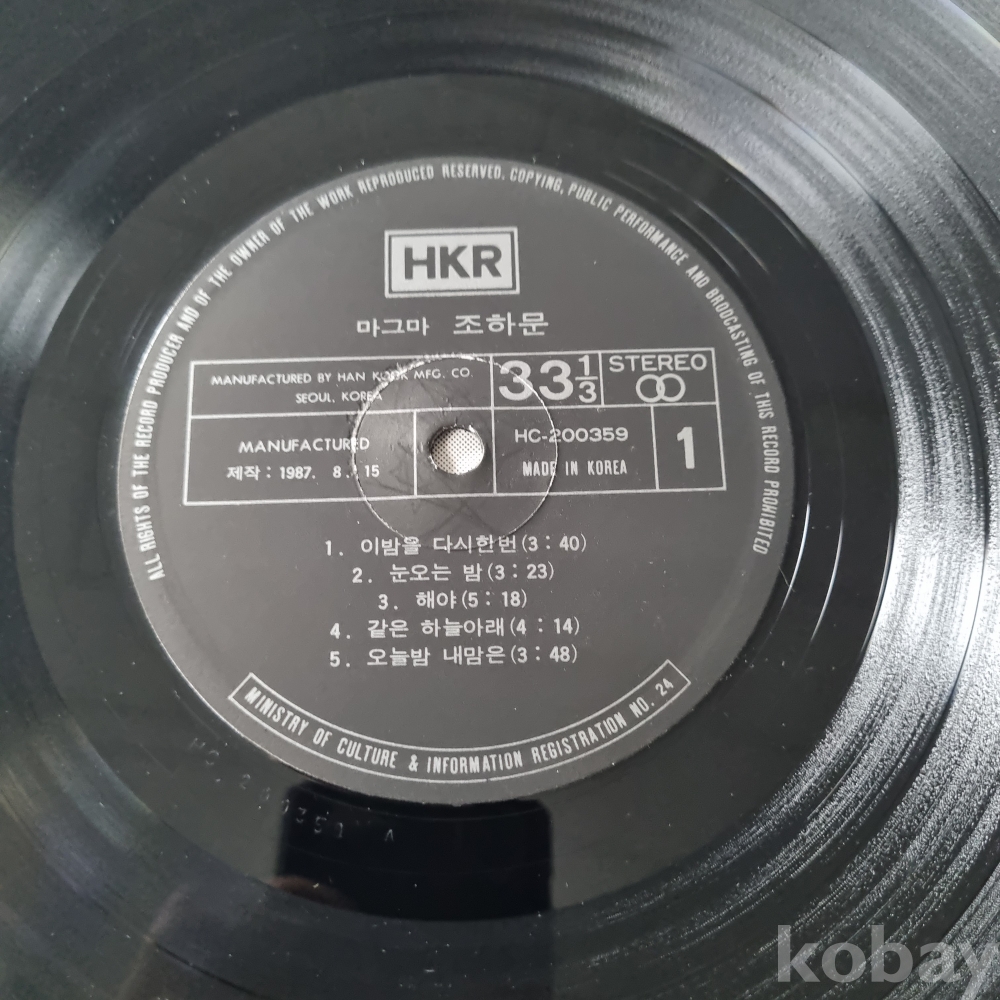 ALL RIGHTS OF THE RECORD PRODUCER AND OF THE OWNER OF THE WORK REPRODUCED RESERVED. COPYING, PUBLIC PERFORMANCE AND BRODCASTING OF THIS RECORD PROHIBITED
HKR
마그마 조하문
MANUFACTURED BY HAN KOOK MFG. CO.
SEOUL, KOREA
33 1/3
STEREO
MANUFACTURED
제작 : 1987. 8. 15
HC-200359
MADE IN KOREA
1
1. 이밤을 다시한번(3 : 40)
2. 눈오는 밤(3 : 23)
3. 해야(5 : 18)
4. 같은 하늘아래(4 : 14)
5. 오늘밤 내맘은(3 : 48)
MINISTRY OF CULTURE & INFORMATION REGISTRATION NO. 24
kobay